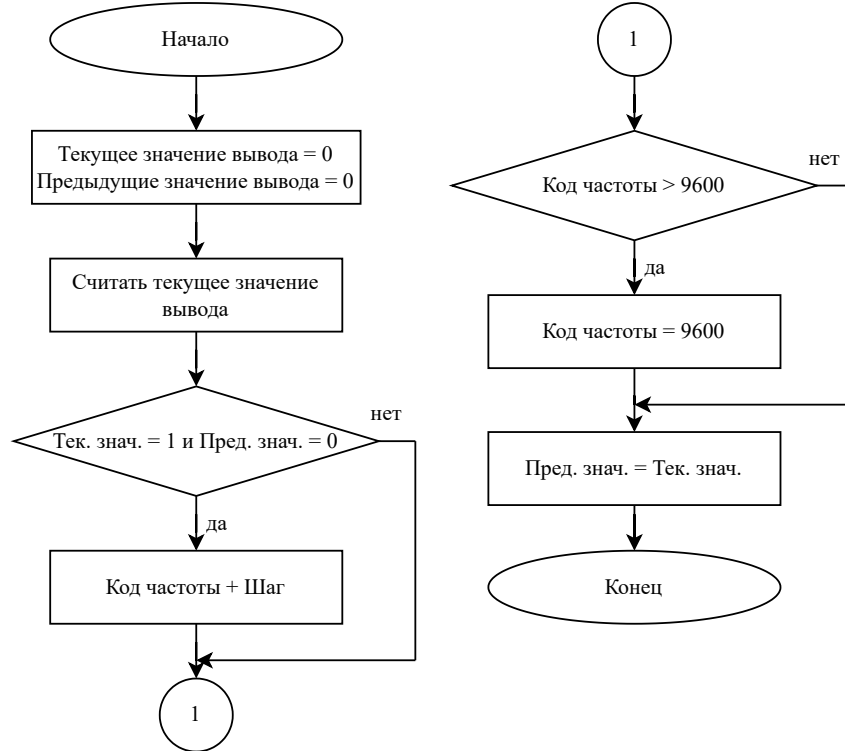 Начало
Текущее значение вывода = 0
Предыдущие значение вывода = 0
Считать текущее значение
вывода
Тек. знач. = 1 и Пред. знач. = 0
нет
да
Код частоты + Шаг
1
1
Код частоты > 9600
нет
да
Код частоты = 9600
Пред. знач. = Тек. знач.
Конец